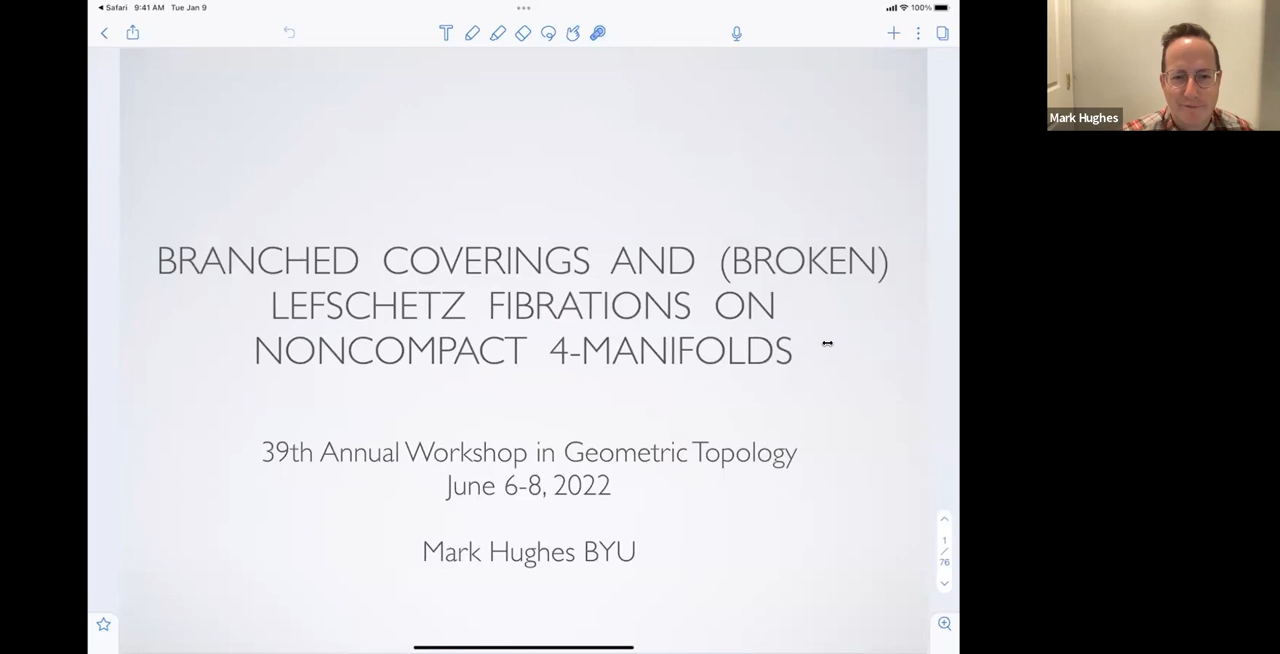 Safari 9:41 AM Tue Jan 9
100%
Mark Hughes
BRANCHED COVERINGS AND (BROKEN)
LEFSCHETZ FIBRATIONS ON
NONCOMPACT 4-MANIFOLDS
39th Annual Workshop in Geometric Topology
June 6-8, 2022
Mark Hughes BYU
1
/
76